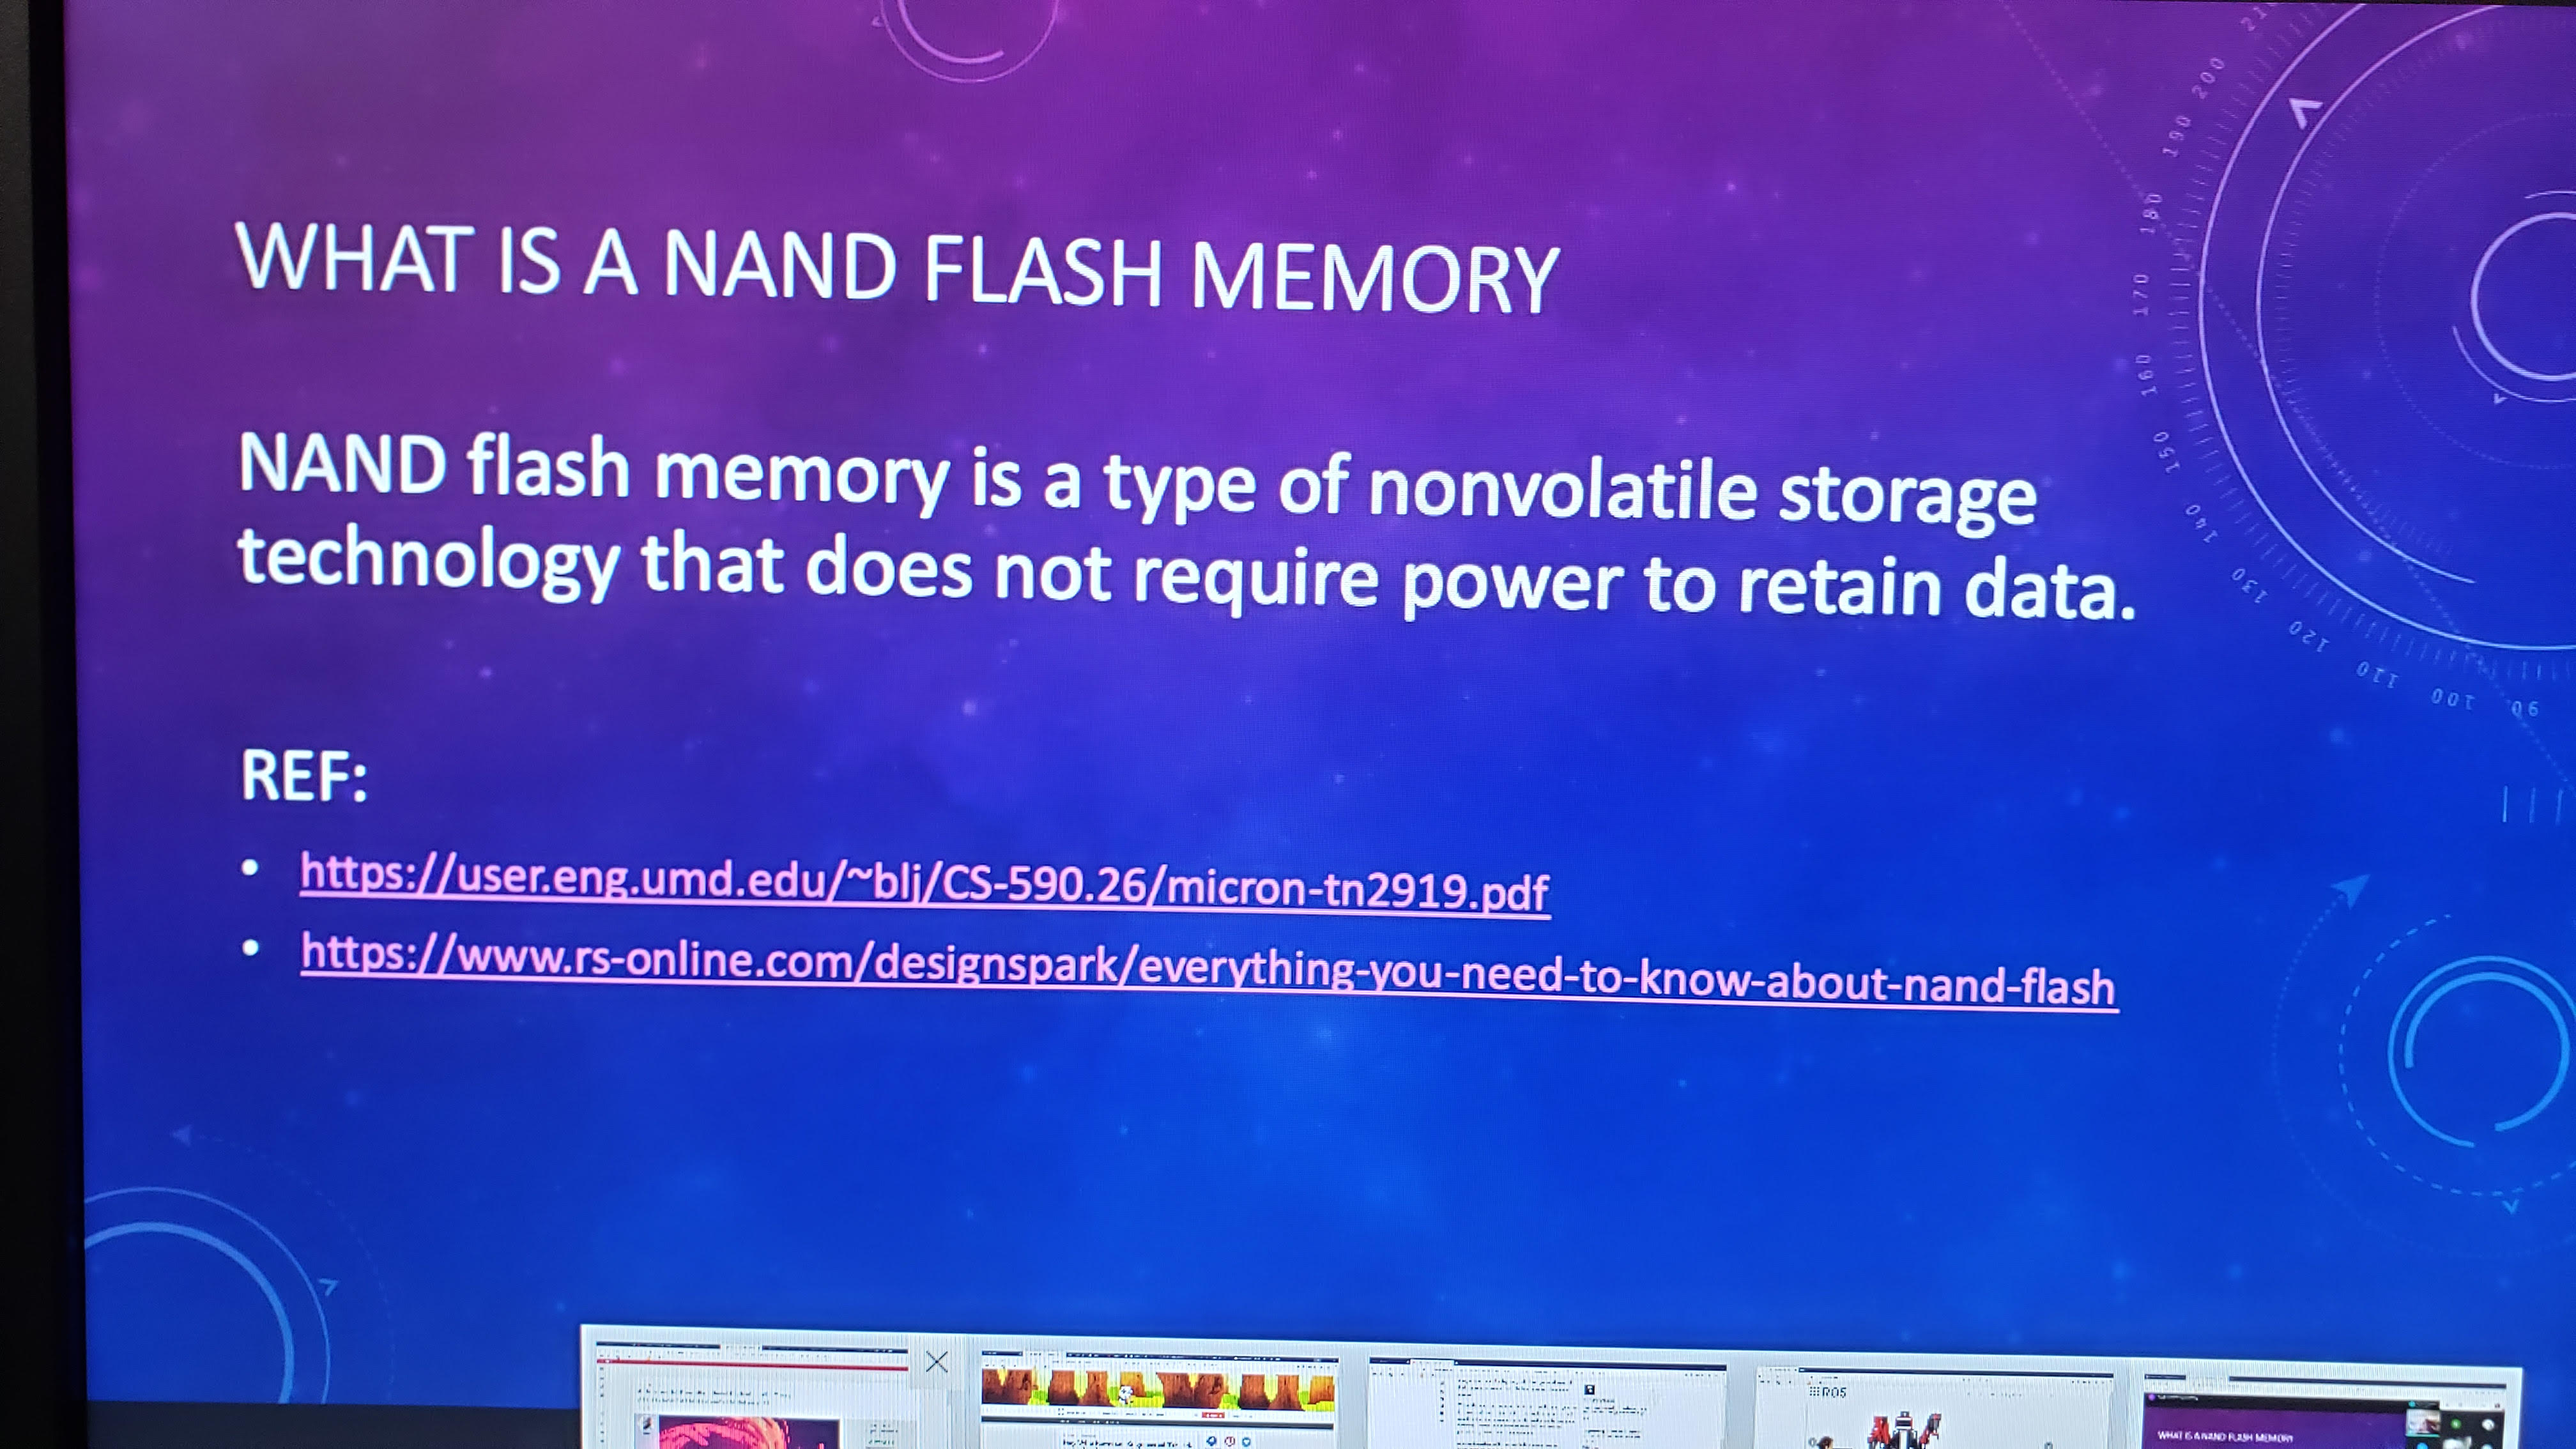 WHAT IS A NAND FLASH MEMORY
NAND flash memory is a type of nonvolatile storage
technology that does not require power to retain data.
REF:
• https://user.eng.umd.edu/~blj/CS-590.26/micron-tn2919.pdf
• https://www.rs-online.com/designspark/everything-you-need-to-know-about-nand-flash
200
190
180
170
160
150
140
130
120
110
100
90
ROS
WHAT IS A NAND FLASH MEMORY